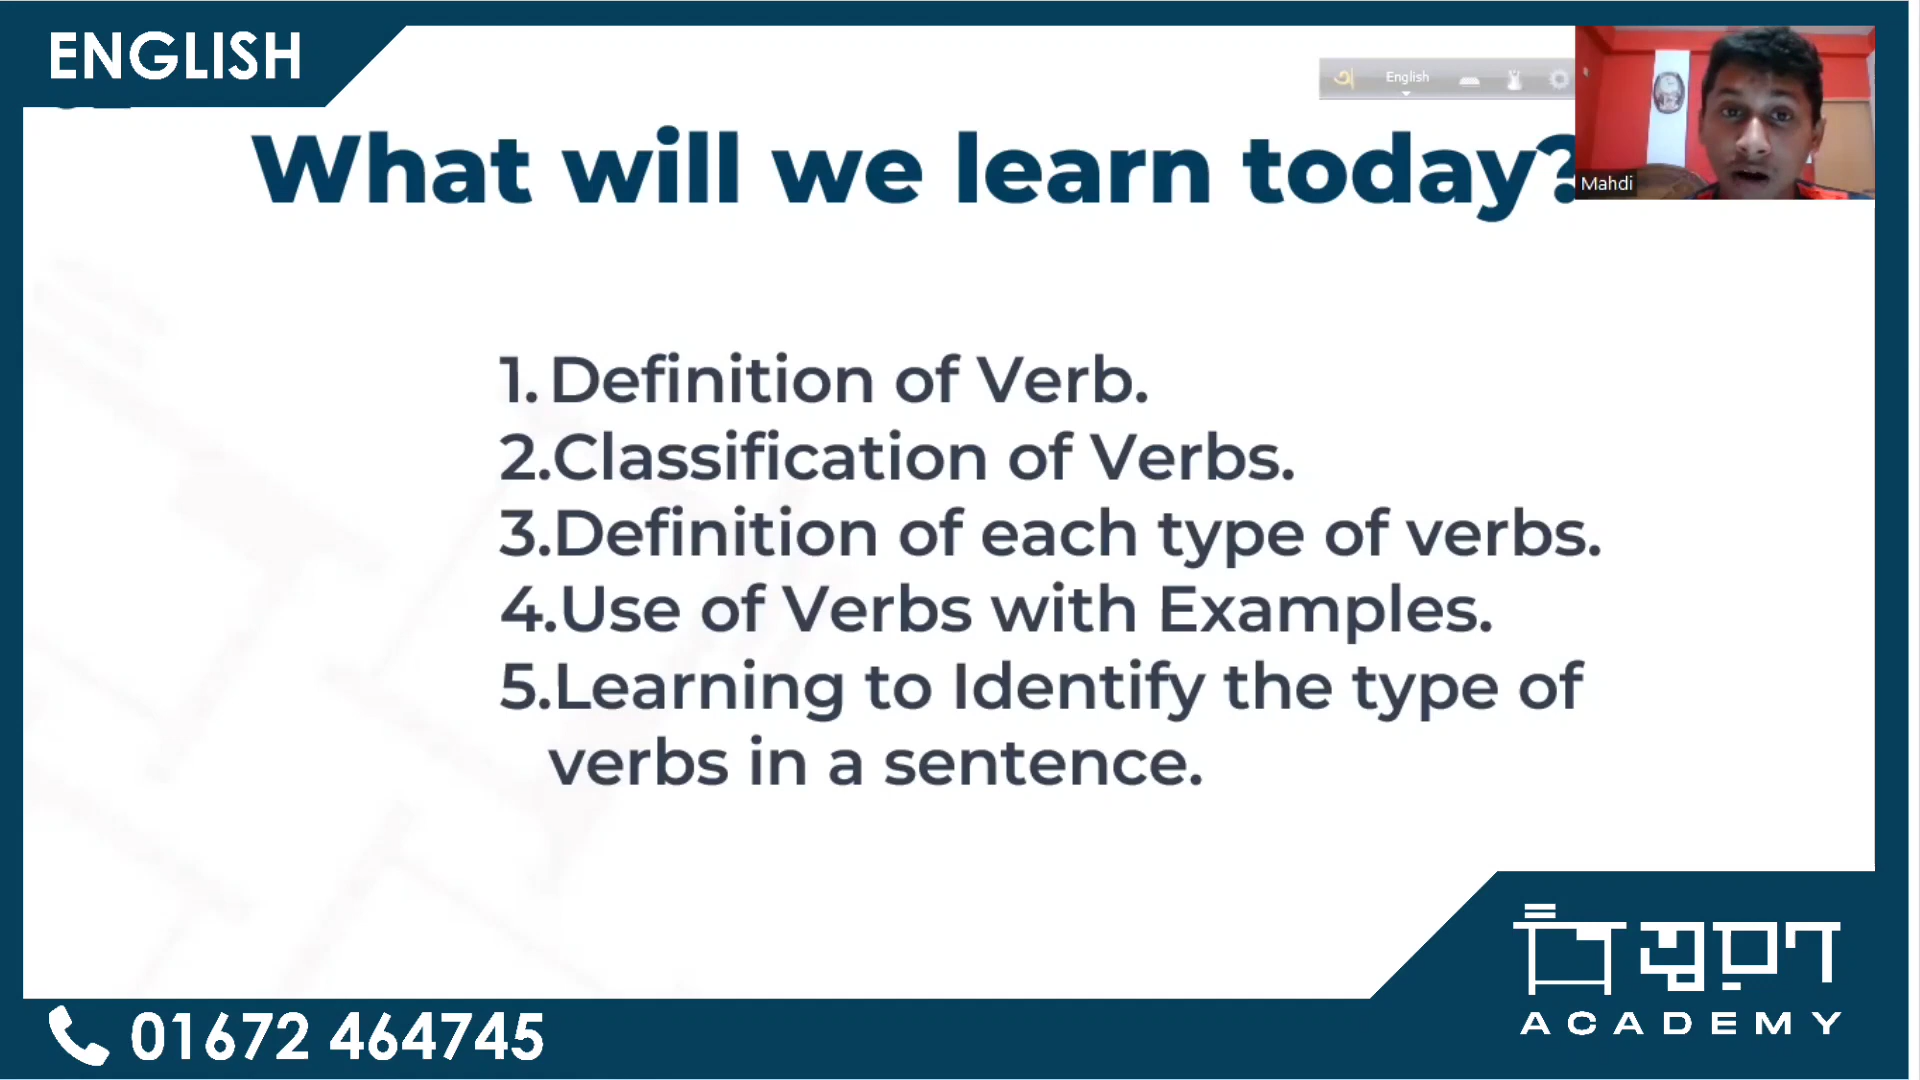 ENGLISH
English
What will we learn today?
Mahdi
1. Definition of Verb.
2.Classification of Verbs.
3.Definition of each type of verbs.
4.Use of Verbs with Examples.
5.Learning to Identify the type of
verbs in a sentence.
01672 464745
ACADEMY